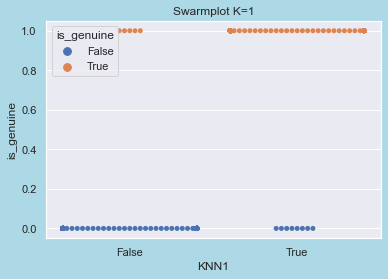 Swarmplot K=1
is_genuine
1.0
0.8
0.6
0.4
0.2
0.0
is_genuine
False
True
False
True
KNN1